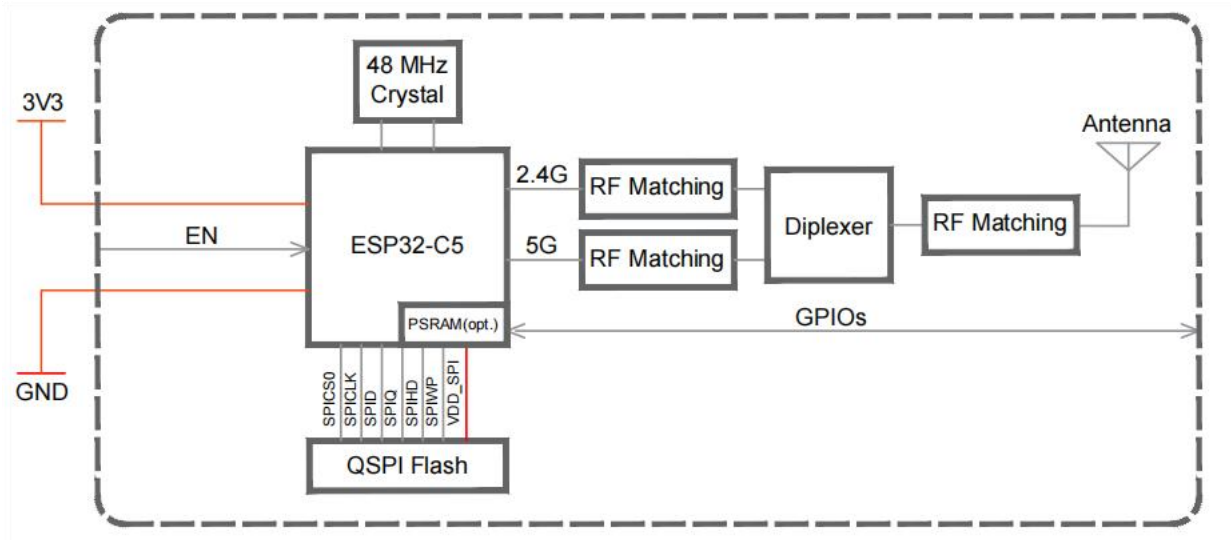 48 MHz
Crystal
3V3
Antenna
2.4G
RF Matching
EN
ESP32-C5
Diplexer
RF Matching
5G
RF Matching
PSRAM(opt.)
GPIOs
GND
SPICS0
SPICLK
SPID
SPIQ
SPIHD
SPIWP
VDD_SPI
QSPI Flash